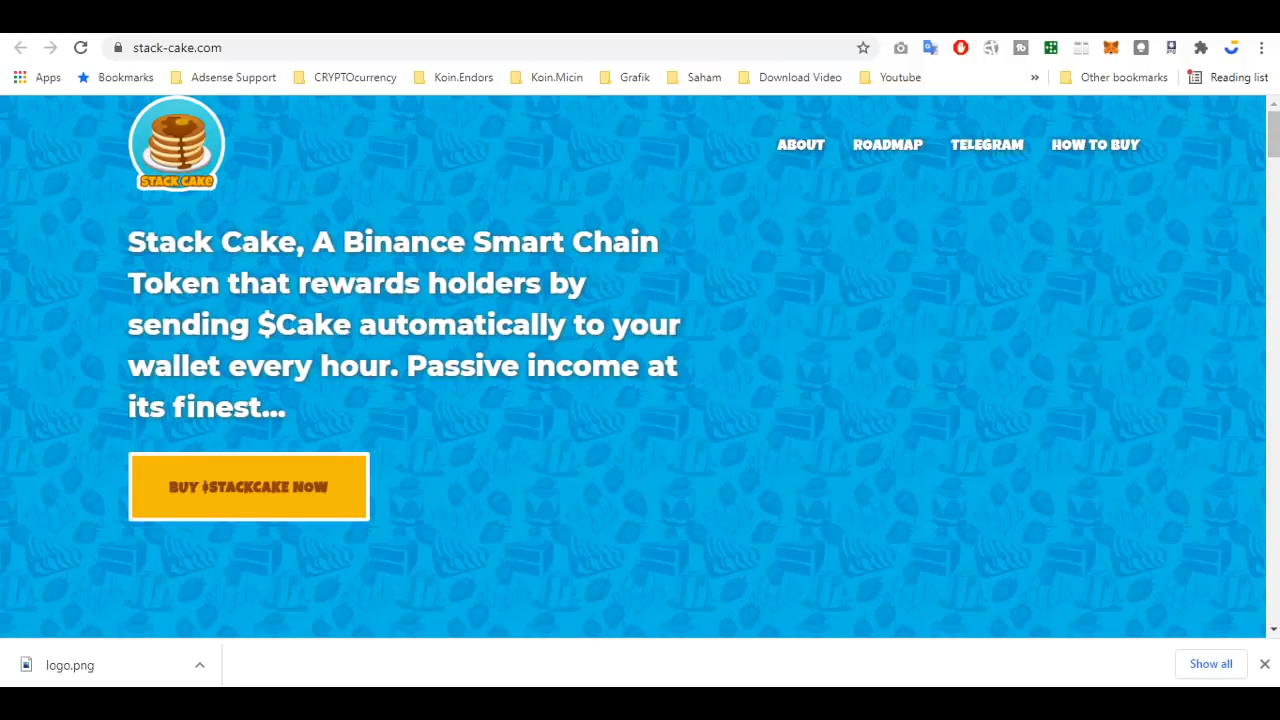 stack-cake.com
Apps Bookmarks Adsense Support CRYPTOcurrency Koin.Endors Koin.Micin Grafik Saham Download Video Youtube » Other bookmarks Reading list
STACK CAKE
ABOUT ROADMAP TELEGRAM HOW TO BUY
Stack Cake, A Binance Smart Chain
Token that rewards holders by
sending $Cake automatically to your
wallet every hour. Passive income at
its finest...
BUY $STACKCAKE NOW
logo.png
Show all